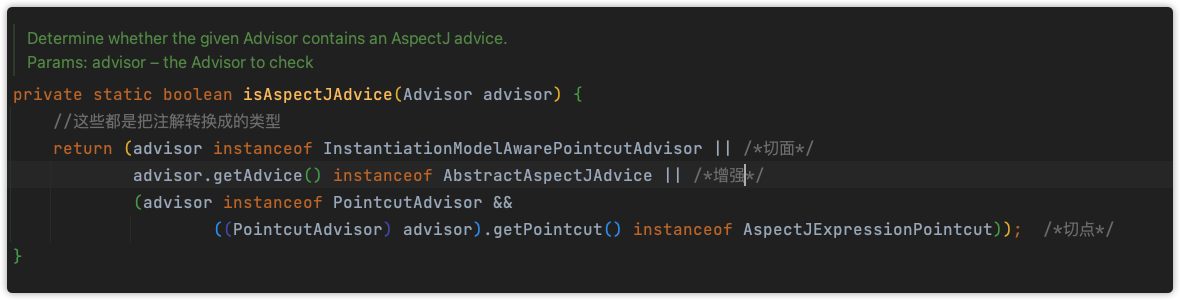 Determine whether the given Advisor contains an AspectJ advice.
Params: advisor – the Advisor to check
private static boolean isAspectJAdvice(Advisor advisor) {
//这些都是把注解转换成的类型
return (advisor instanceof InstantiationModelAwarePointcutAdvisor || /*切面*/
advisor.getAdvice() instanceof AbstractAspectJAdvice || /*增强*/
(advisor instanceof PointcutAdvisor &&
((PointcutAdvisor) advisor).getPointcut() instanceof AspectJExpressionPointcut)); /*切点*/
}